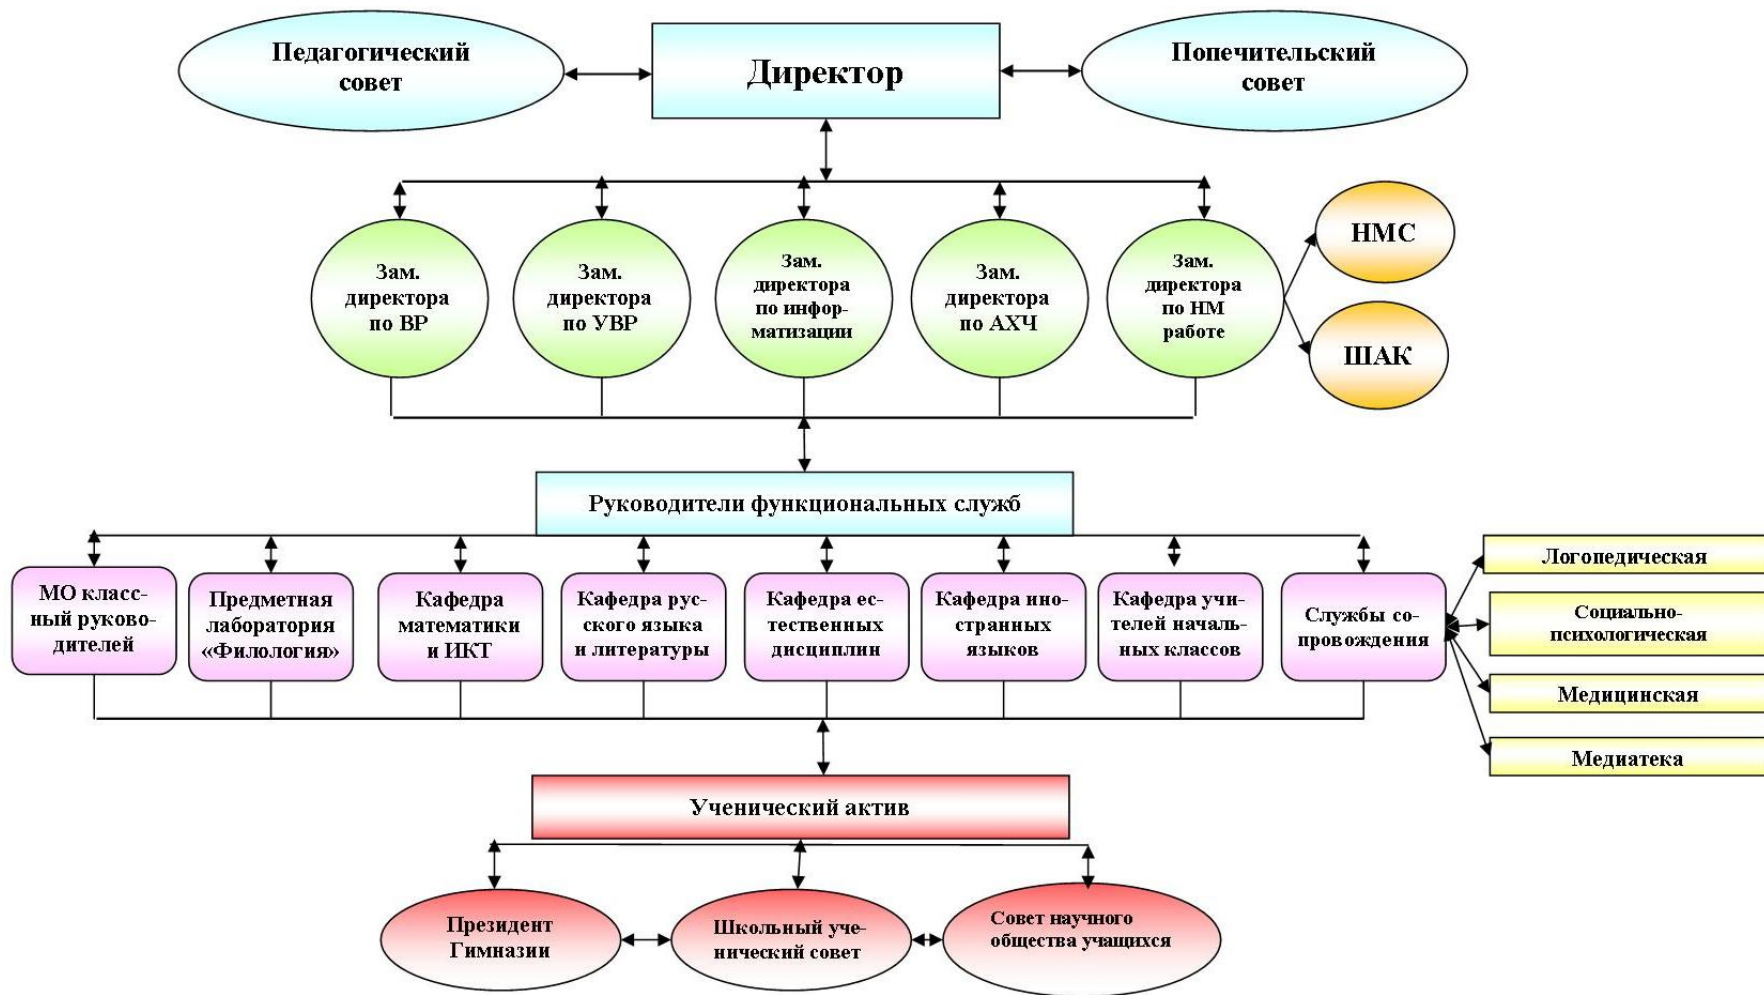 Педагогический
совет
Директор
Попечительский
совет
Зам.
директора
по ВР
Зам.
директора
по УВР
Зам.
директора
по инфор-
матизации
Зам.
директора
по АХЧ
Зам.
директора
по НМ
работе
НМС
ШАК
Руководители функциональных служб
МО класс-
ный руково-
дителей
Предметная
лаборатория
«Филология»
Кафедра
математики
и ИКТ
Кафедра рус-
ского языка
и литературы
Кафедра ес-
тественных
дисциплин
Кафедра ино-
странных
языков
Кафедра учи-
телей началь-
ных классов
Службы со-
провождения
Логопедическая
Социально-
психологическая
Медицинская
Медиатека
Ученический актив
Президент
Гимназии
Школьный уче-
нический совет
Совет научного
общества учащихся